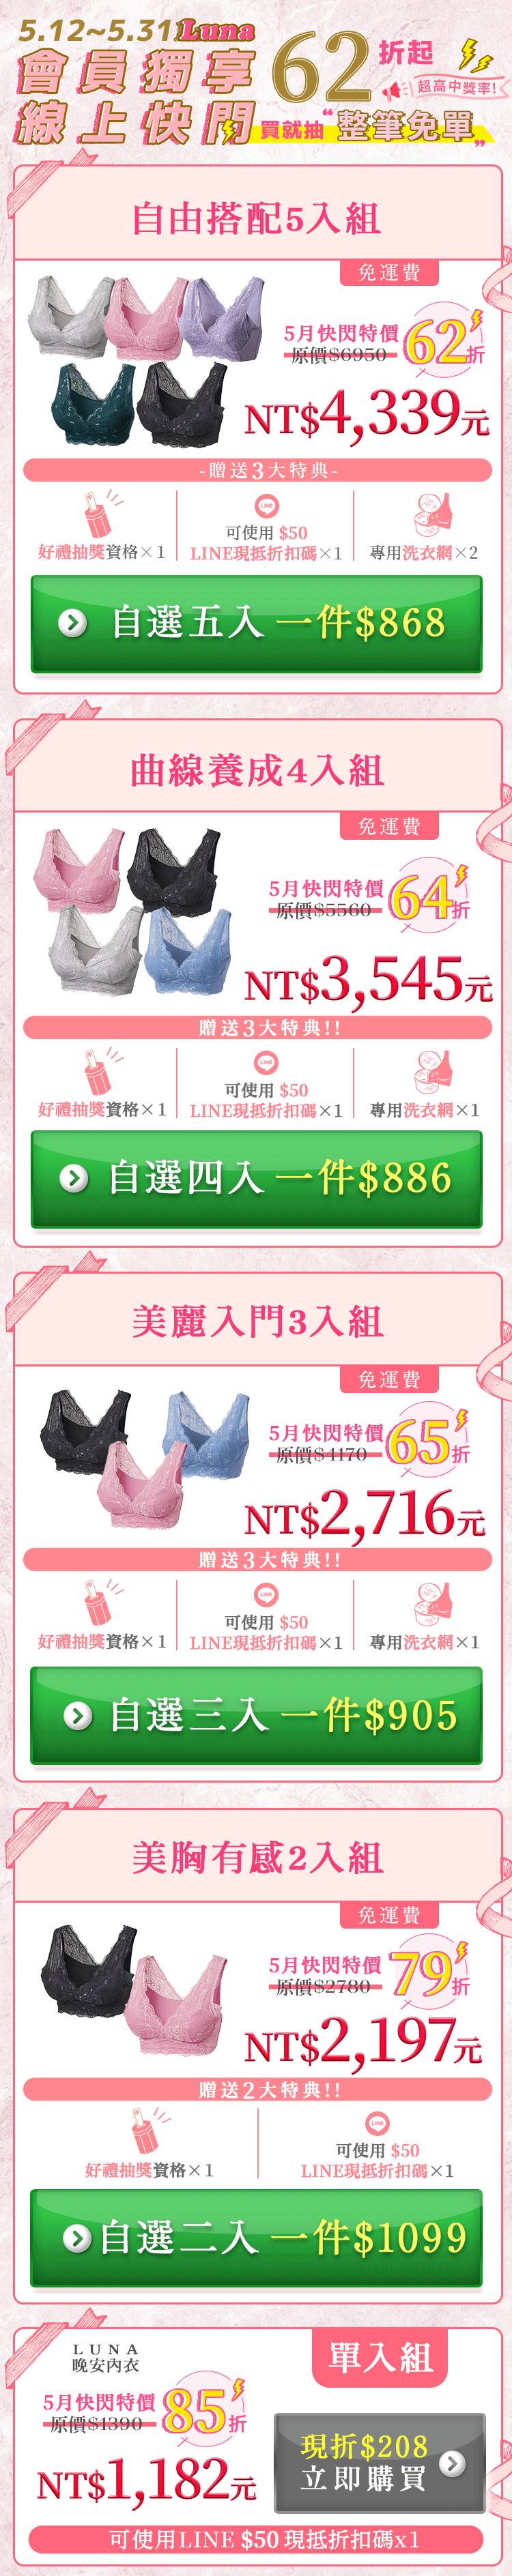 5.12~5.31 Luna
會員獨享
線上快閃
62折起
超高中獎率!
買就抽“整筆免單”
自由搭配5入組
免運費
5月快閃特價
原價$6950
62折
NT$4,339元
-贈送3大特典-
好禮抽獎資格×1
可使用 $50
LINE現抵折扣碼×1
專用洗衣網×2
自選五入 一件$868
曲線養成4入組
免運費
5月快閃特價
原價$5560
64折
NT$3,545元
贈送3大特典!!
好禮抽獎資格×1
可使用 $50
LINE現抵折扣碼×1
專用洗衣網×1
自選四入 一件$886
美麗入門3入組
免運費
5月快閃特價
原價$4170
65折
NT$2,716元
贈送3大特典!!
好禮抽獎資格×1
可使用 $50
LINE現抵折扣碼×1
專用洗衣網×1
自選三入 一件$905
美胸有感2入組
免運費
5月快閃特價
原價$2780
79折
NT$2,197元
贈送2大特典!!
好禮抽獎資格×1
可使用 $50
LINE現抵折扣碼×1
自選二入 一件$1099
LUNA
晚安內衣
單入組
5月快閃特價
原價$1390
85折
NT$1,182元
現折$208
立即購買
可使用LINE $50 現抵折扣碼x1